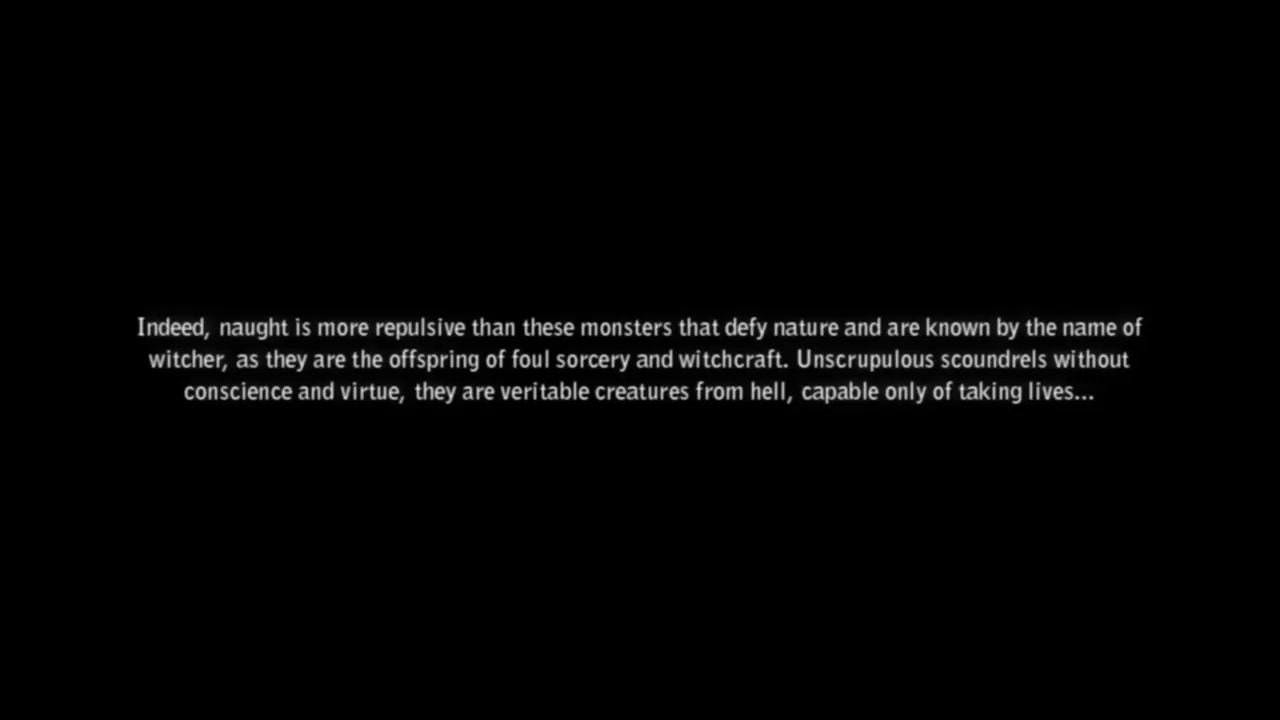 Indeed, naught is more repulsive than these monsters that defy nature and are known by the name of
witcher, as they are the offspring of foul sorcery and witchcraft. Unscrupulous scoundrels without
conscience and virtue, they are veritable creatures from hell, capable only of taking lives...